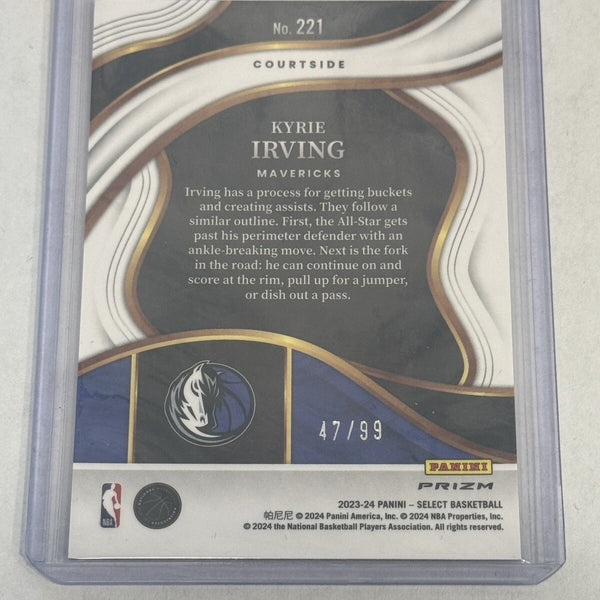 No. 221
COURTSIDE
KYRIE
IRVING
MAVERICKS
Irving has a process for getting buckets
and creating assists. They follow a
similar outline. First, the All-Star gets
past his perimeter defender with an
ankle-breaking move. Next is the fork
in the road: he can continue on and
score at the rim, pull up for a jumper,
or dish out a pass.
47/99
PANINI
PRIZM
2023-24 PANINI – SELECT BASKETBALL
帕尼尼 © 2024 Panini America, Inc. © 2024 NBA Properties, Inc.
© 2024 the National Basketball Players Association. All rights reserved.
NBA